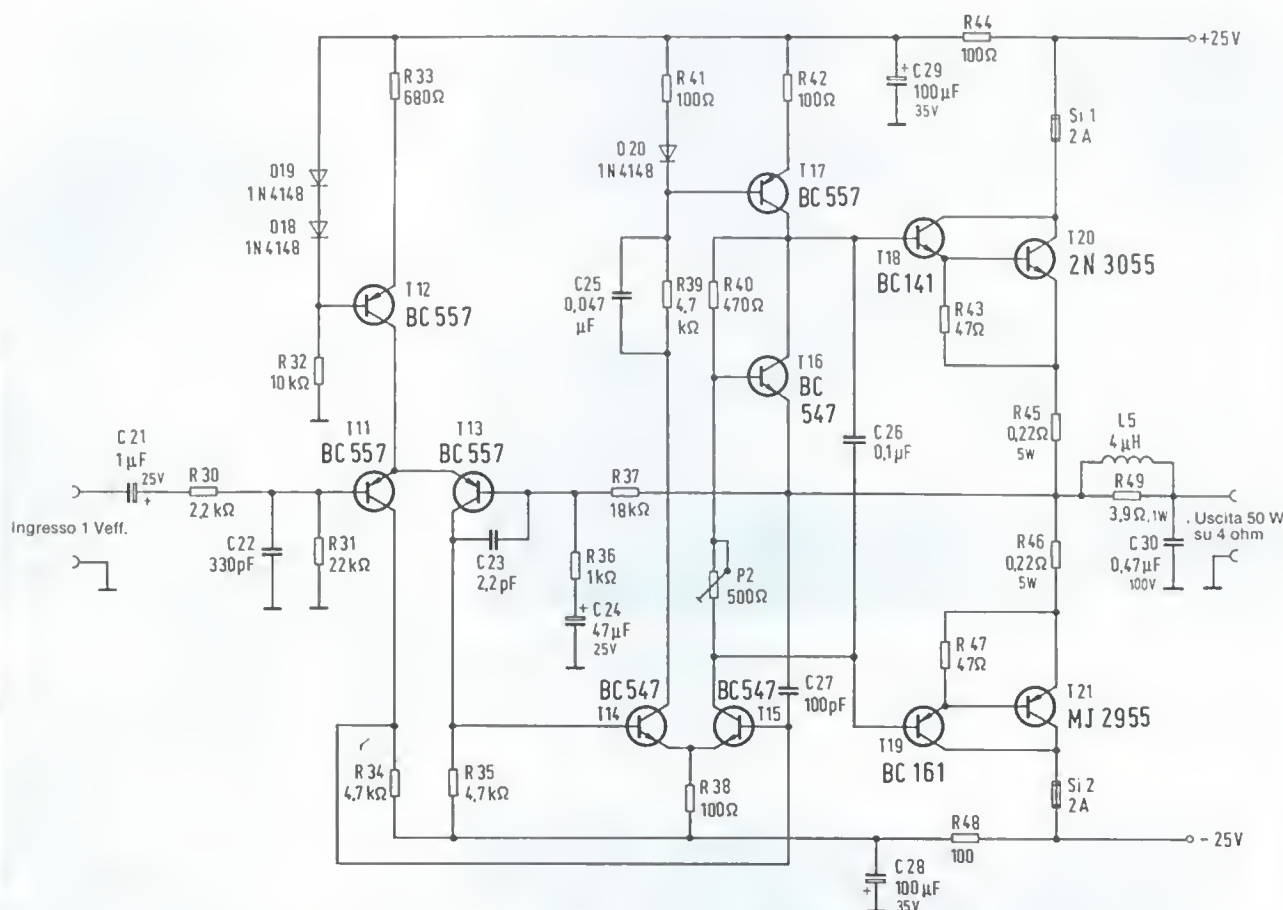 R44
100Ω
+25V
R33
680Ω
R41
100Ω
R42
100Ω
+
C29
100µF
35V
Si 1
2A
D19
1N4148
D20
1N4148
T17
BC557
D18
1N4148
T18
BC141
T20
2N 3055
T12
BC557
C25
0,047
µF
R39
4,7
kΩ
R40
470Ω
R43
47Ω
R32
10kΩ
T16
BC
547
R45
0,22Ω
5W
L5
4µH
C21
1µF
25V
+
T11
BC557
T13
BC557
C26
0,1µF
R30
2,2kΩ
R37
18kΩ
R49
3,9Ω,1W
Ingresso 1 Veff.
Uscita 50 W
su 4 ohm
C22
330pF
R31
22kΩ
C23
2,2pF
R36
1kΩ
P2
500Ω
R46
0,22Ω
5W
C30
0,47µF
100V
+
C24
47µF
25V
R47
47Ω
BC547
T14
BC547
T15
C27
100pF
T21
MJ2955
T19
BC161
R34
4,7kΩ
R35
4,7kΩ
R38
100Ω
Si 2
2A
R48
100
-25V
+
C28
100µF
35V